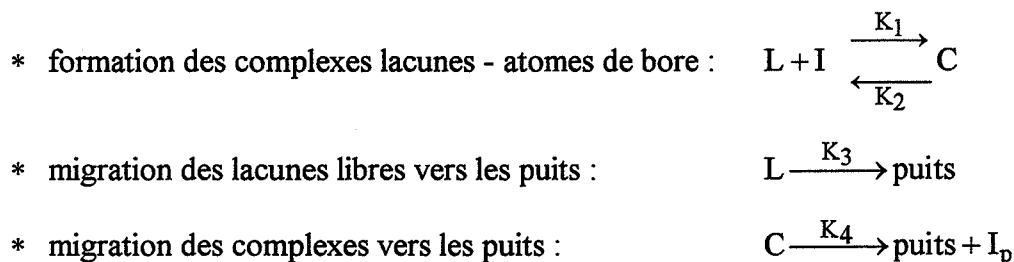 * formation des complexes lacunes - atomes de bore : L + I ⇄ C K₁ K₂
* migration des lacunes libres vers les puits : L —K₃→ puits
* migration des complexes vers les puits : C —K₄→ puits + Iₚ